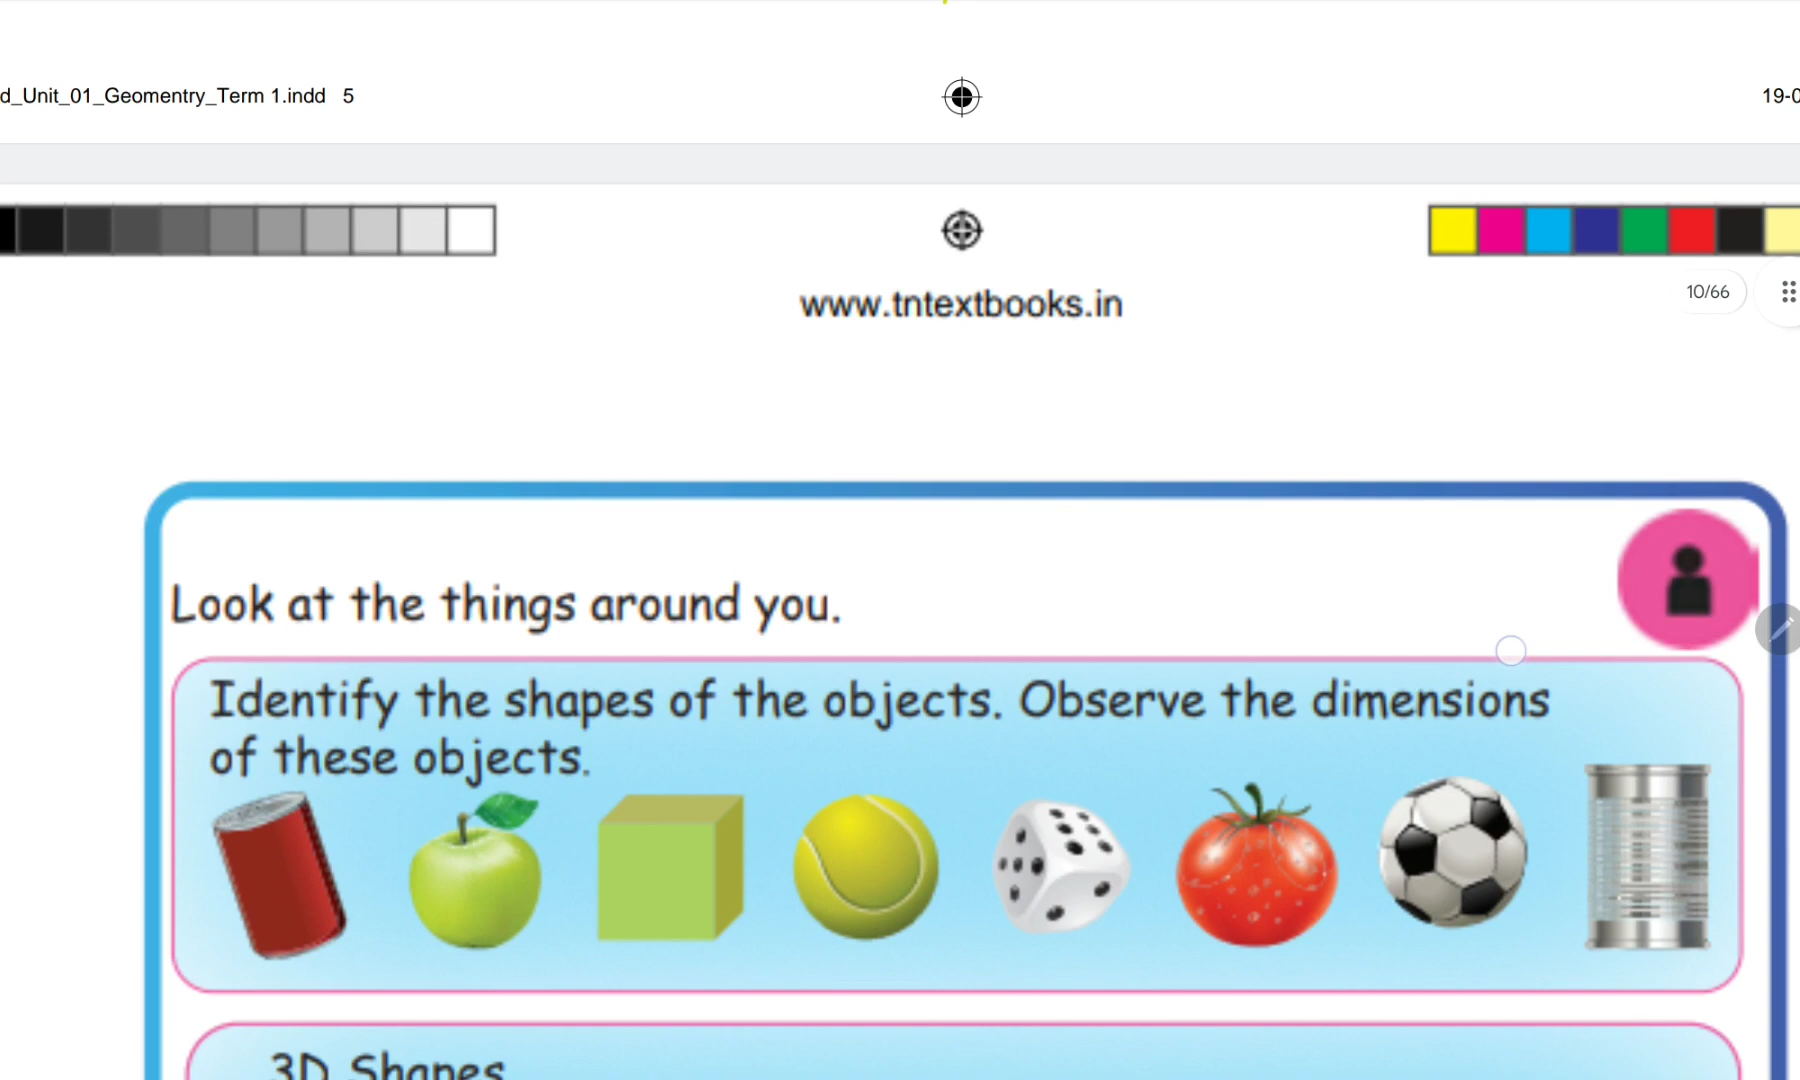 d_Unit_01_Geomentry_Term 1.indd 5
19-0
www.tntextbooks.in
10/66
Look at the things around you.
Identify the shapes of the objects. Observe the dimensions
of these objects.
3D Shapes